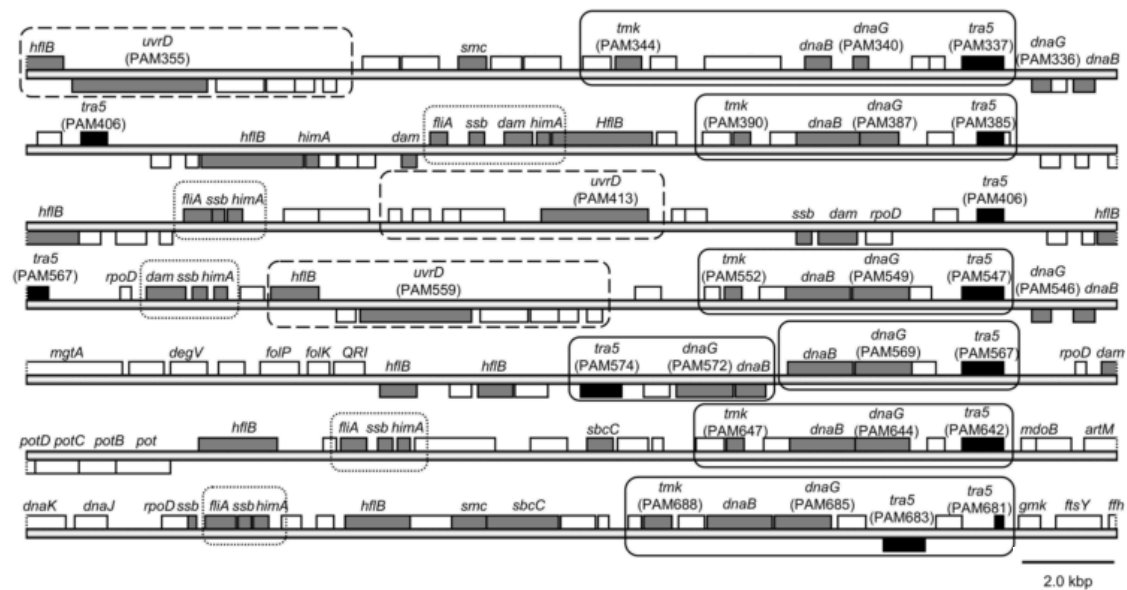 tmk dnaG tra5
hflB uvrD smc (PAM344) dnaB (PAM340) (PAM337) dnaG
(PAM355) (PAM336) dnaB
tra5 tmk dnaG tra5
(PAM406) hflB himA dam fliA ssb dam himA HflB (PAM390) dnaB (PAM387) (PAM385)
uvrD tra5
hflB fliA ssb himA (PAM413) ssb dam rpoD (PAM406) hflB
tra5 uvrD tmk dnaG tra5 dnaG
(PAM567) rpoD dam ssb himA hflB (PAM559) (PAM552) dnaB (PAM549) (PAM547) (PAM546) dnaB
tra5 dnaG dnaG tra5
mgtA degV folP folK QRI hflB hflB (PAM574) (PAM572) dnaB dnaB (PAM569) (PAM567) rpoD dam
tmk dnaG tra5
potD potC potB pot hflB fliA ssb himA sbcC (PAM647) dnaB (PAM644) (PAM642) mdoB artM
tmk dnaG tra5 tra5
dnaK dnaJ rpoD ssb fliA ssb himA hflB smc sbcC (PAM688) dnaB (PAM685) (PAM683) (PAM681) gmk ftsY ffh
2.0 kbp